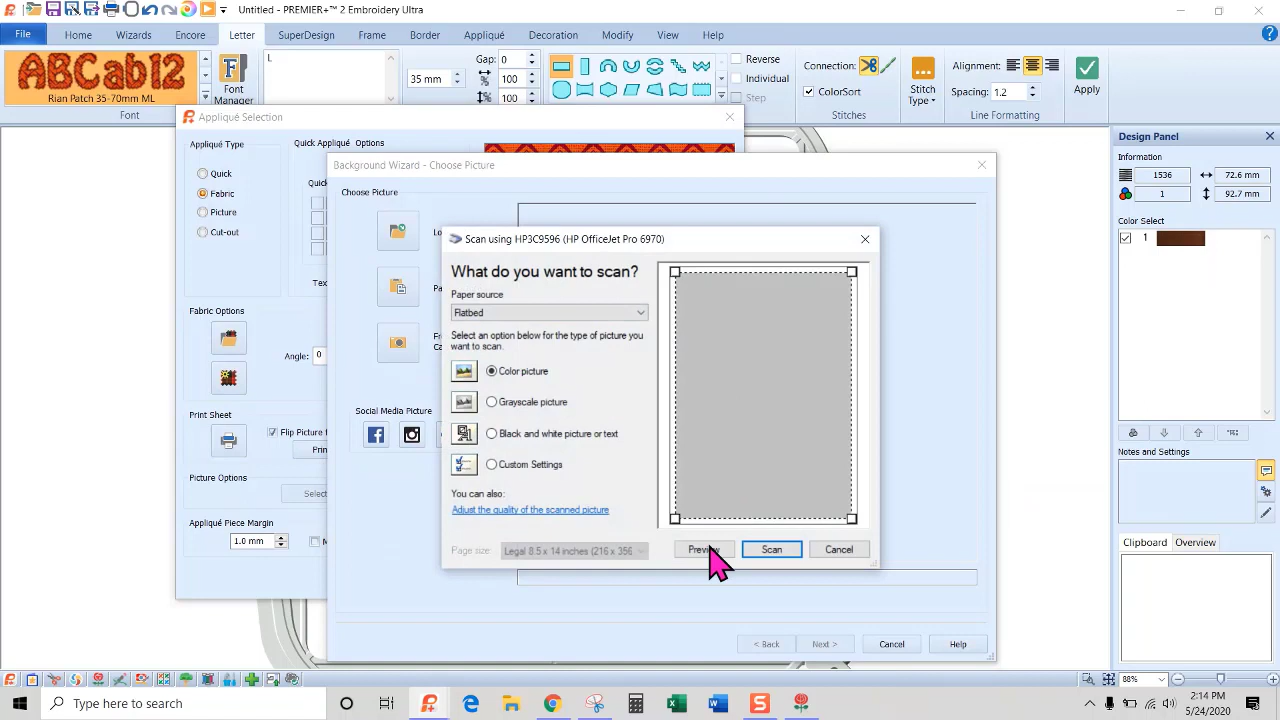 Untitled - PREMIER+™ 2 Embroidery Ultra
File Home Wizards Encore Letter SuperDesign Frame Border Appliqué Decoration Modify View Help
ABCab12
Rian Patch 35-70mm ML
Font Manager
L
35 mm
Gap: 0
100
100
Reverse
Individual
Step
Connection:
ColorSort
Stitch Type
Alignment:
Spacing: 1.2
Apply
Font
Stitches
Line Formatting
Appliqué Selection
Appliqué Type
Quick
Fabric
Picture
Cut-out
Quick Appliqué Options
Quic
Tex
Fabric Options
Angle: 0
Print Sheet
Flip Picture
Prin
Picture Options
Select
Appliqué Piece Margin
1.0 mm
Background Wizard - Choose Picture
Choose Picture
Lo
Pa
Fr
Ca
Social Media Picture
< Back Next > Cancel Help
Scan using HP3C9596 (HP OfficeJet Pro 6970)
What do you want to scan?
Paper source
Flatbed
Select an option below for the type of picture you
want to scan.
Color picture
Grayscale picture
Black and white picture or text
Custom Settings
You can also:
Adjust the quality of the scanned picture
Page size Legal 8.5 x 14 inches (216 x 356
Preview Scan Cancel
Design Panel
Information
1536 72.6 mm
1 92.7 mm
Color Select
1
Notes and Settings
Clipboard Overview
88%
Type here to search
2:14 PM
5/24/2020